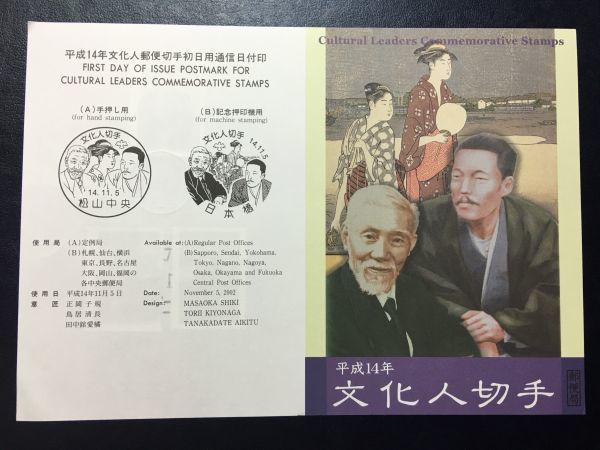 平成14年文化人郵便切手初日用通信日付印
FIRST DAY OF ISSUE POSTMARK FOR
CULTURAL LEADERS COMMEMORATIVE STAMPS
(A)手押し用
(for hand stamping)
文化人切手
14.11.5
松山中央
(B)記念押印機用
(for machine stamping)
文化人切手
14.11.5
日本橋
使用局 (A)定例局
(B)札幌、仙台、横浜
東京、長野、名古屋
大阪、岡山、福岡の
各中央郵便局
使用日 平成14年11月5日
意匠 正岡子規
鳥居清長
田中舘愛橘
Available at: (A)Regular Post Offices
(B)Sapporo, Sendai, Yokohama,
Tokyo, Nagano, Nagoya,
Osaka, Okayama and Fukuoka
Central Post Offices
Date: November 5, 2002
Design: MASAOKA SHIKI
TORII KIYONAGA
TANAKADATE AIKITU
Cultural Leaders Commemorative Stamps
平成14年
文化人切手
郵便局